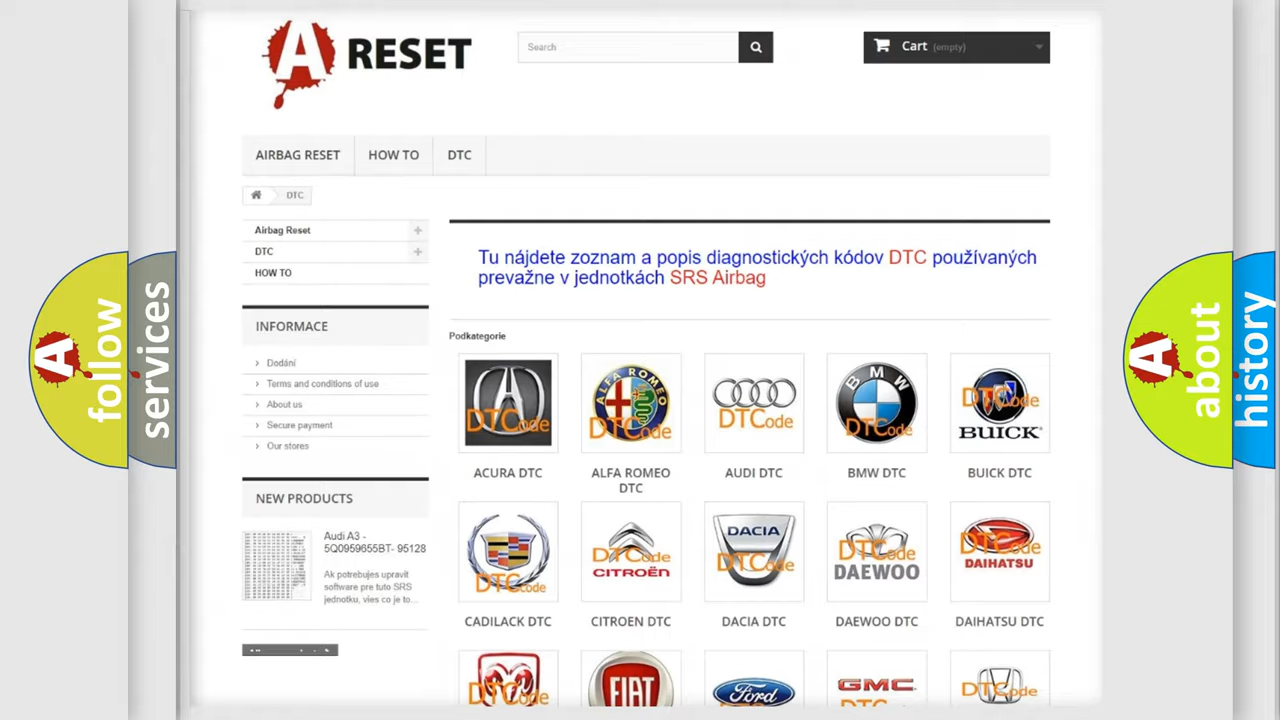 A RESET
Search
Cart (empty)
AIRBAG RESET
HOW TO
DTC
DTC
Airbag Reset
DTC
HOW TO
Tu nájdete zoznam a popis diagnostických kódov DTC používaných
prevažne v jednotkách SRS Airbag
Podkategorie
INFORMACE
Dodání
Terms and conditions of use
About us
Secure payment
Our stores
NEW PRODUCTS
Audi A3 -
5Q0959655BT- 95128
Ak potrebujes upravit
software pre tuto SRS
jednotku, vies co je to...
DTCode
ACURA DTC
ALFA ROMEO
DTCode
ALFA ROMEO
DTC
DTCode
AUDI DTC
BMW
DTCode
BMW DTC
DTCode
BUICK
BUICK DTC
DTCode
CADILACK DTC
DTCode
CITROËN
CITROEN DTC
DACIA
DTCode
DACIA DTC
DTCode
DAEWOO
DAEWOO DTC
DTCode
DAIHATSU
DAIHATSU DTC
DTCode
FIAT
Ford
GMC
DTCode
A
follow
services
A
about
history